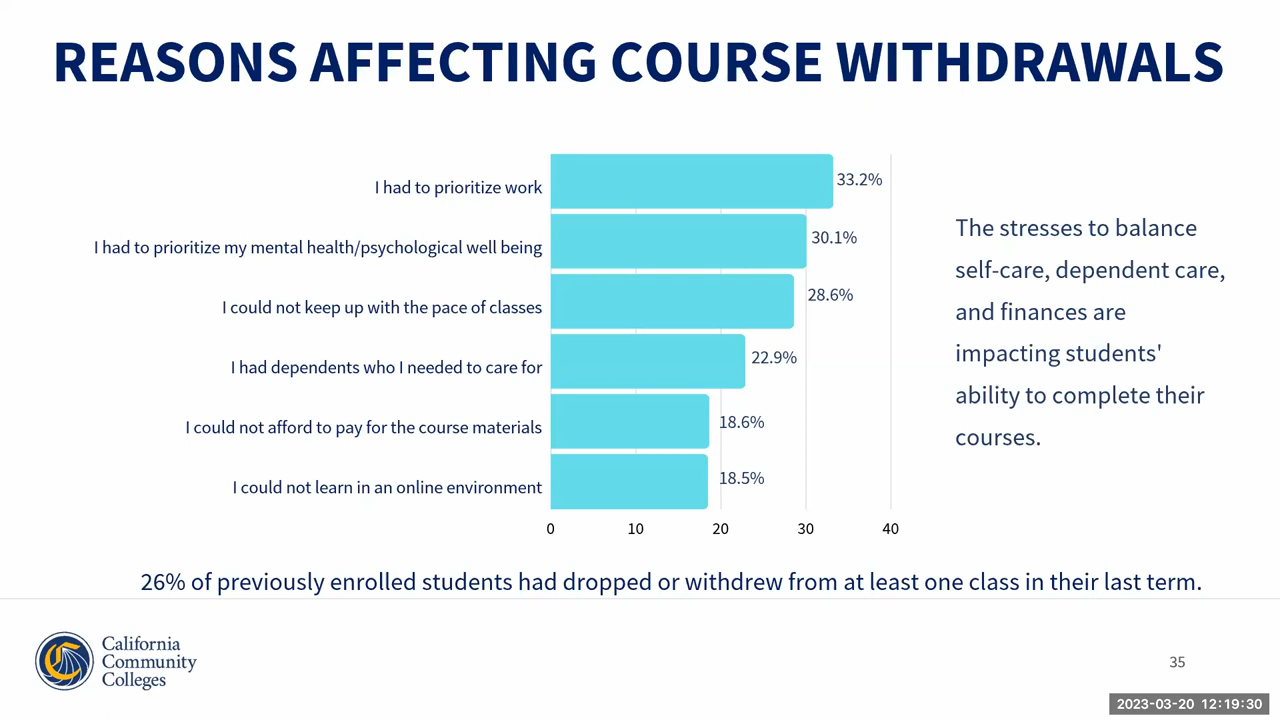 REASONS AFFECTING COURSE WITHDRAWALS
I had to prioritize work
33.2%
I had to prioritize my mental health/psychological well being
30.1%
I could not keep up with the pace of classes
28.6%
I had dependents who I needed to care for
22.9%
I could not afford to pay for the course materials
18.6%
I could not learn in an online environment
18.5%
0 10 20 30 40
The stresses to balance
self-care, dependent care,
and finances are
impacting students'
ability to complete their
courses.
26% of previously enrolled students had dropped or withdrew from at least one class in their last term.
California
Community
Colleges
35
2023-03-20 12:19:30